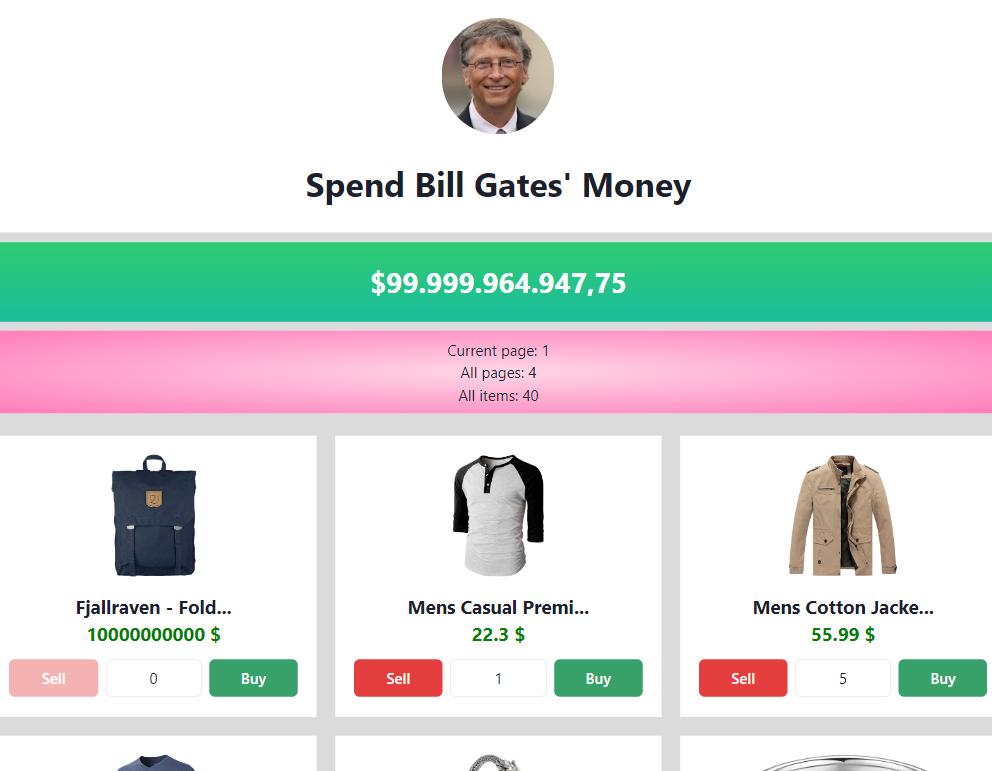 Spend Bill Gates' Money
$99.999.964.947,75
Current page: 1
All pages: 4
All items: 40
Fjallraven - Fold...
10000000000 $
Sell
0
Buy
Mens Casual Premi...
22.3 $
Sell
1
Buy
Mens Cotton Jacke...
55.99 $
Sell
5
Buy